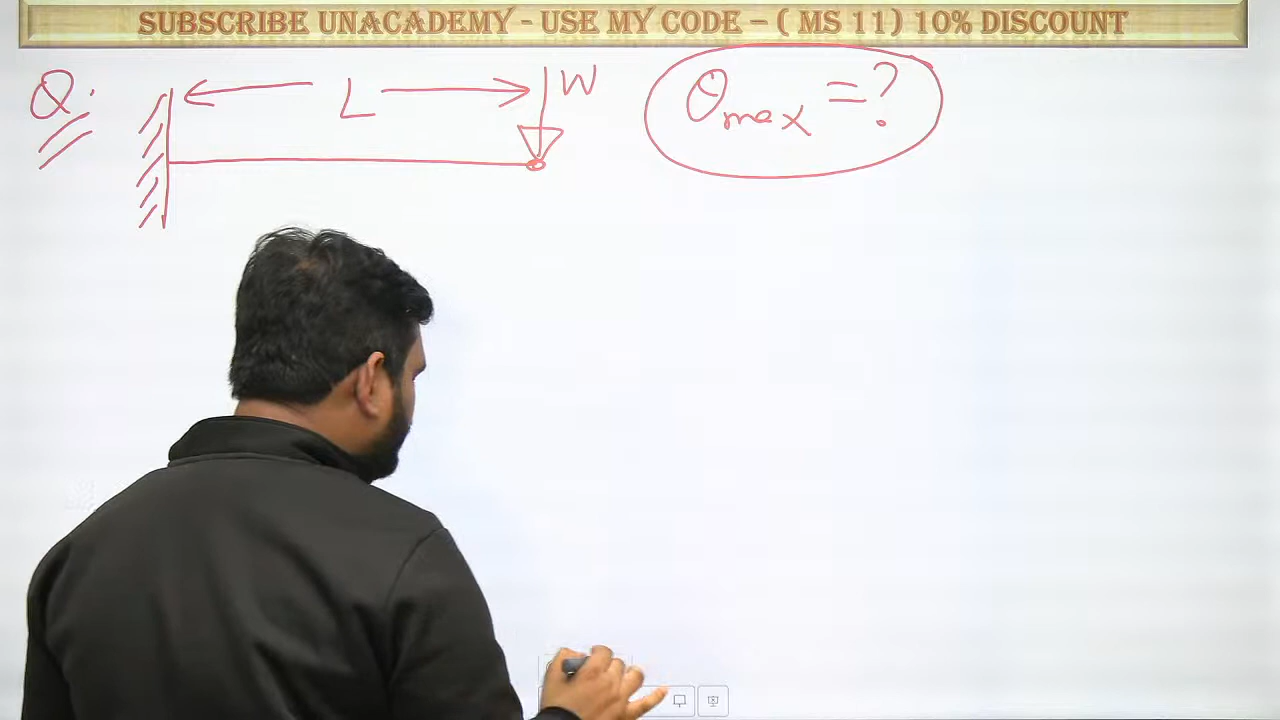 SUBSCRIBE UNACADEMY - USE MY CODE – ( MS 11) 10% DISCOUNT
Q.
L
W
θmax = ?